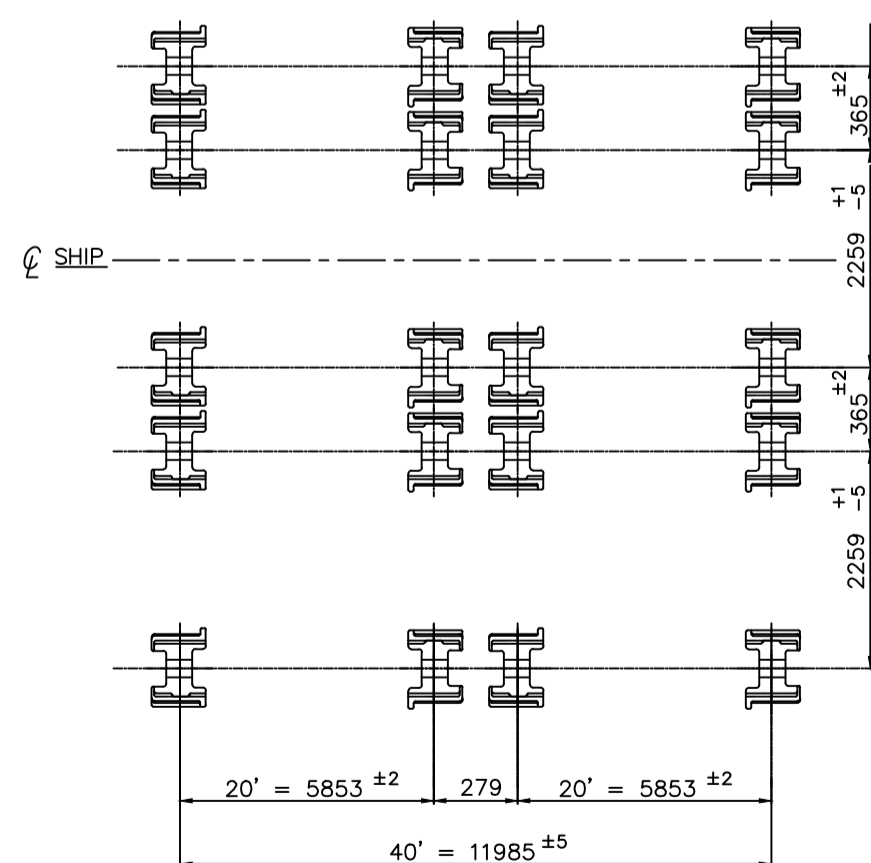 365 ±2
2259 +1 -5
℄ SHIP
365 ±2
2259 +1 -5
20' = 5853 ±2 279 20' = 5853 ±2
40' = 11985 ±5